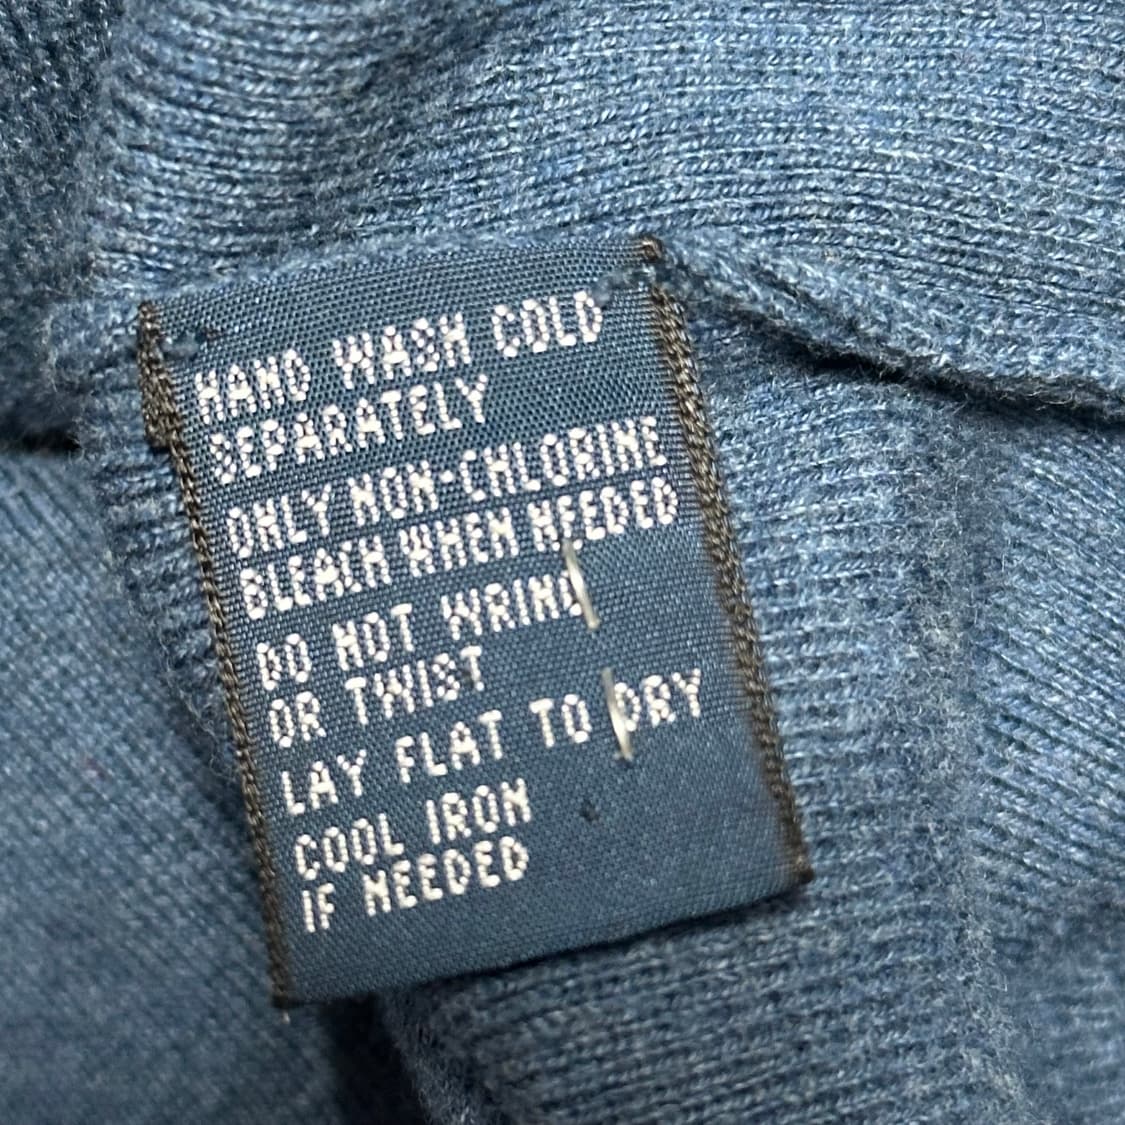 HAND WASH COLD
SEPARATELY
ONLY NON-CHLORINE
BLEACH WHEN NEEDED
DO NOT WRING
OR TWIST
LAY FLAT TO DRY
COOL IRON
IF NEEDED